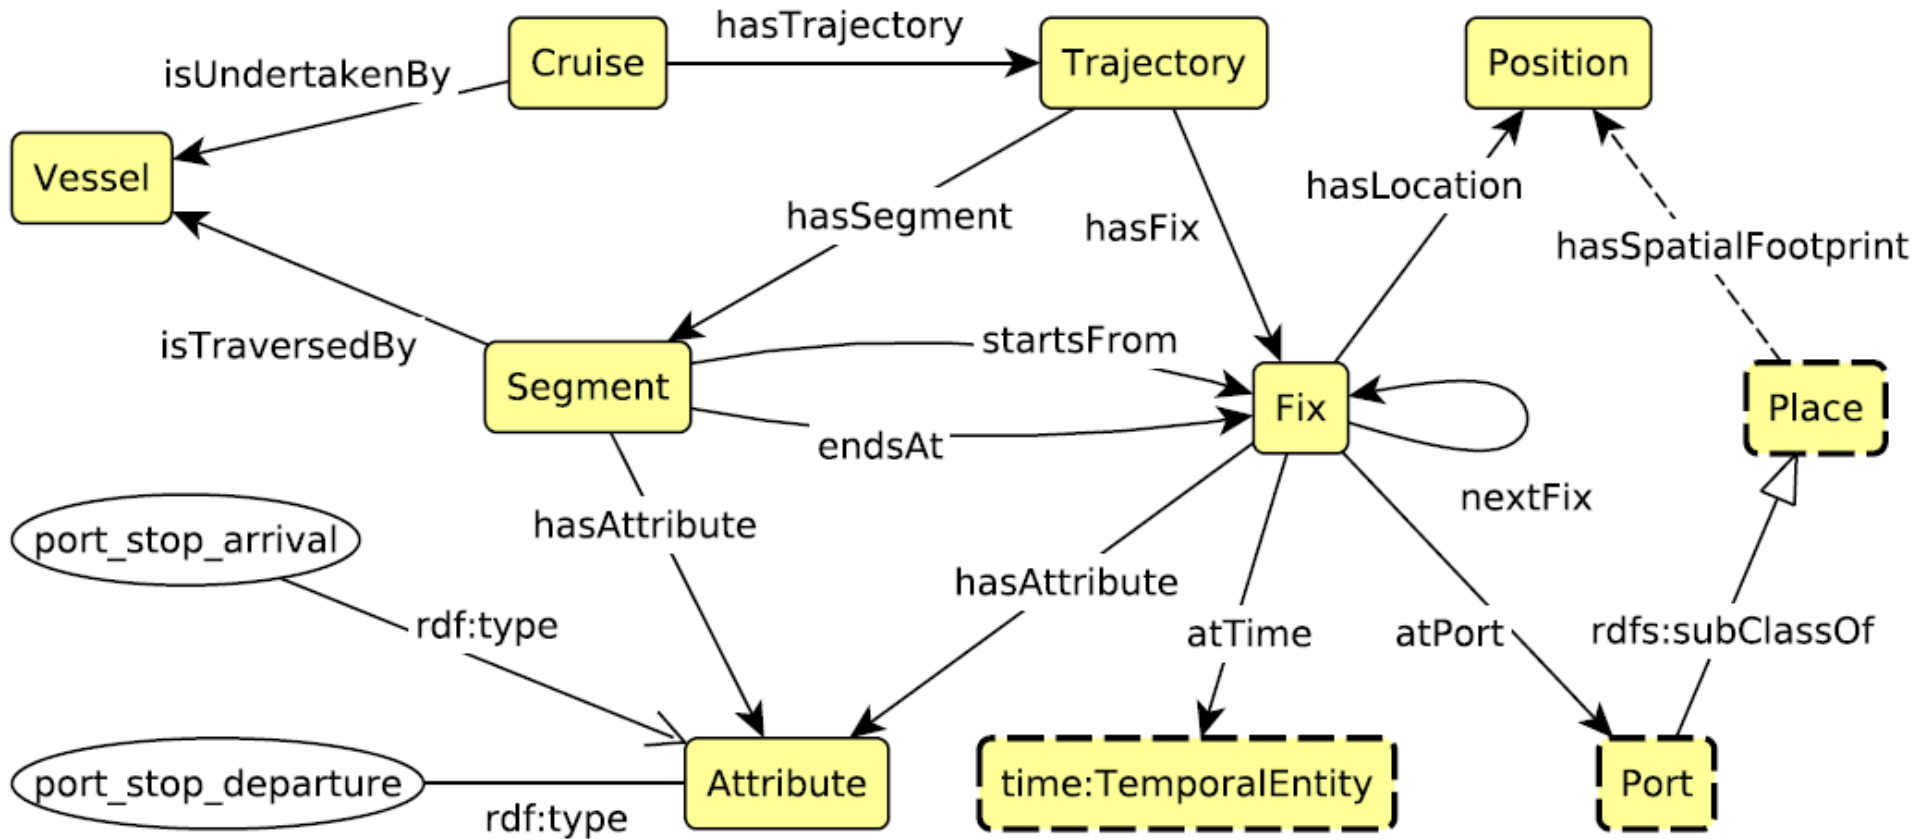 hasTrajectory
Cruise
Trajectory
Position
isUndertakenBy
Vessel
hasLocation
hasSegment
hasFix
hasSpatialFootprint
isTraversedBy
startsFrom
Segment
Fix
Place
endsAt
nextFix
hasAttribute
port_stop_arrival
hasAttribute
rdf:type
atTime
atPort
rdfs:subClassOf
port_stop_departure
Attribute
time:TemporalEntity
Port
rdf:type